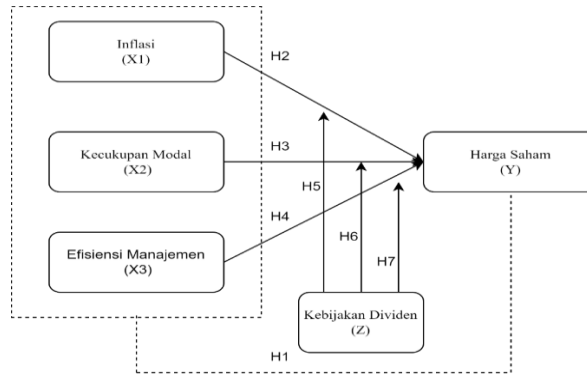 Inflasi
(X1)
H2
Kecukupan Modal
(X2)
H3
Harga Saham
(Y)
H5
H4
H6
Efisiensi Manajemen
(X3)
H7
Kebijakan Dividen
(Z)
H1